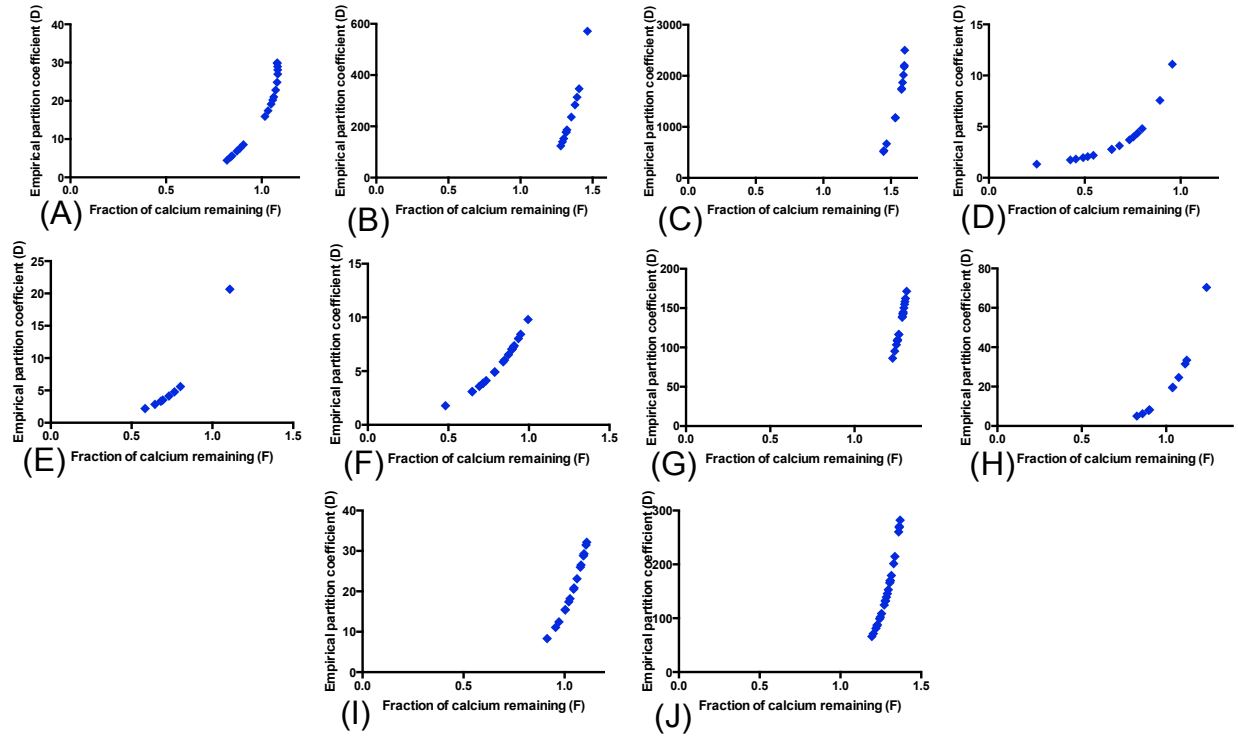 Empirical partition coefficient (D)
40
30
20
10
0
0.0 0.5 1.0
Fraction of calcium remaining (F)
(A)
Empirical partition coefficient (D)
600
400
200
0
0.0 0.5 1.0 1.5
Fraction of calcium remaining (F)
(B)
Empirical partition coefficient (D)
3000
2000
1000
0
0.0 0.5 1.0 1.5
Fraction of calcium remaining (F)
(C)
Empirical partition coefficient (D)
15
10
5
0
0.0 0.5 1.0
Fraction of calcium remaining (F)
(D)
Empirical partition coefficient (D)
25
20
15
10
5
0
0.0 0.5 1.0 1.5
Fraction of calcium remaining (F)
(E)
Empirical partition coefficient (D)
15
10
5
0
0.0 0.5 1.0 1.5
Fraction of calcium remaining (F)
(F)
Empirical partition coefficient (D)
200
150
100
50
0
0.0 0.5 1.0 1.5
Fraction of calcium remaining (F)
(G)
Empirical partition coefficient (D)
80
60
40
20
0
0.0 0.5 1.0
Fraction of calcium remaining (F)
(H)
Empirical partition coefficient (D)
40
30
20
10
0
0.0 0.5 1.0
Fraction of calcium remaining (F)
(I)
Empirical partition coefficient (D)
300
200
100
0
0.0 0.5 1.0 1.5
Fraction of calcium remaining (F)
(J)